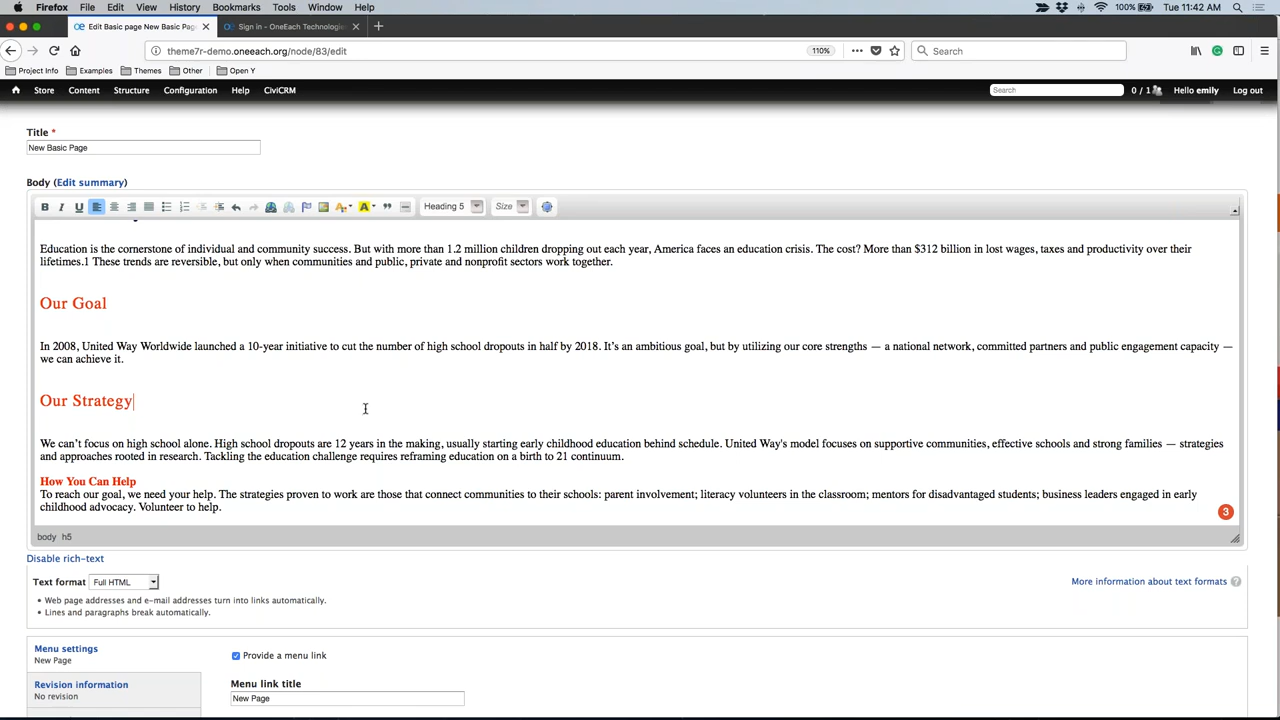 Firefox File Edit View History Bookmarks Tools Window Help 100% Tue 11:42 AM
Edit Basic page New Basic Pag Sign in - OneEach Technologie
theme7r-demo.oneeach.org/node/83/edit 110% Search
Project Info Examples Themes Other Open Y
Store Content Structure Configuration Help CiviCRM Search 0 / 1 Hello emily Log out
Title *
New Basic Page
Body (Edit summary)
B I U Heading 5 Size
Education is the cornerstone of individual and community success. But with more than 1.2 million children dropping out each year, America faces an education crisis. The cost? More than $312 billion in lost wages, taxes and productivity over their
lifetimes.1 These trends are reversible, but only when communities and public, private and nonprofit sectors work together.
Our Goal
In 2008, United Way Worldwide launched a 10-year initiative to cut the number of high school dropouts in half by 2018. It's an ambitious goal, but by utilizing our core strengths — a national network, committed partners and public engagement capacity —
we can achieve it.
Our Strategy
We can't focus on high school alone. High school dropouts are 12 years in the making, usually starting early childhood education behind schedule. United Way's model focuses on supportive communities, effective schools and strong families — strategies
and approaches rooted in research. Tackling the education challenge requires reframing education on a birth to 21 continuum.
How You Can Help
To reach our goal, we need your help. The strategies proven to work are those that connect communities to their schools: parent involvement; literacy volunteers in the classroom; mentors for disadvantaged students; business leaders engaged in early
childhood advocacy. Volunteer to help.
3
body h5
Disable rich-text
Text format Full HTML More information about text formats
• Web page addresses and e-mail addresses turn into links automatically.
• Lines and paragraphs break automatically.
Menu settings
New Page
Provide a menu link
Revision information
No revision
Menu link title
New Page